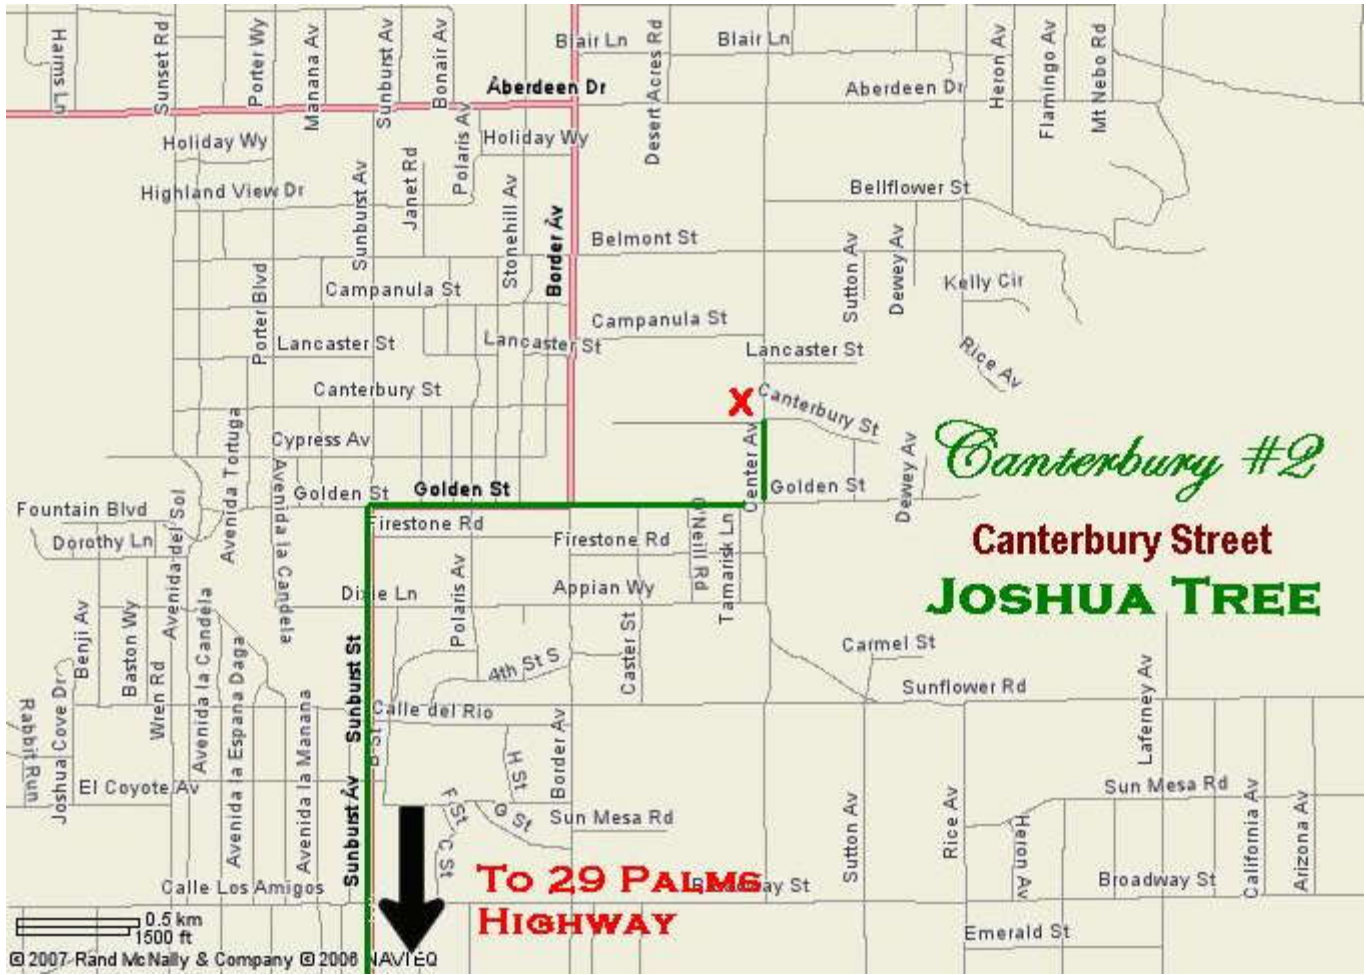 Harms Ln
Sunset Rd
Porter Wy
Manana Av
Sunburst Av
Bonair Av
Blair Ln
Desert Acres Rd
Blair Ln
Heron Av
Flamingo Av
Mt Nebo Rd
Aberdeen Dr
Aberdeen Dr
Holiday Wy
Polaris Av
Holiday Wy
Highland View Dr
Sunburst Av
Janet Rd
Stonehill Av
Border Av
Bellflower St
Belmont St
Sutton Av
Dewey Av
Kelly Cir
Porter Blvd
Campanula St
Campanula St
Lancaster St
Lancaster St
Lancaster St
Rice Av
Canterbury St
X
Canterbury St
Avenida Tortuga
Cypress Av
Center Av
Dewey Av
Canterbury #2
Golden St
Golden St
Golden St
Fountain Blvd
Avenida del Sol
Avenida la Candela
Firestone Rd
Firestone Rd
O'Neill Rd
Tamarisk Ln
Canterbury Street
Dorothy Ln
Dixie Ln
Polaris Av
Appian Wy
Joshua Tree
Benji Av
Baston Wy
Wren Rd
Avenida la Candela
Avenida la Espana Daga
Sunburst St
4th St S
Caster St
Carmel St
Sunflower Rd
Laferney Av
Rabbit Run
Joshua Cove Dr
Avenida la Manana
Calle del Rio
B St
H St
Border Av
El Coyote Av
Sunburst Av
F St
G St
C St
Sun Mesa Rd
Sutton Av
Rice Av
Heron Av
Sun Mesa Rd
California Av
Arizona Av
Calle Los Amigos
To 29 Palms
Highway
Broadway St
Broadway St
Emerald St
0.5 km
1500 ft
© 2007 Rand McNally & Company © 2006 NAVTEQ